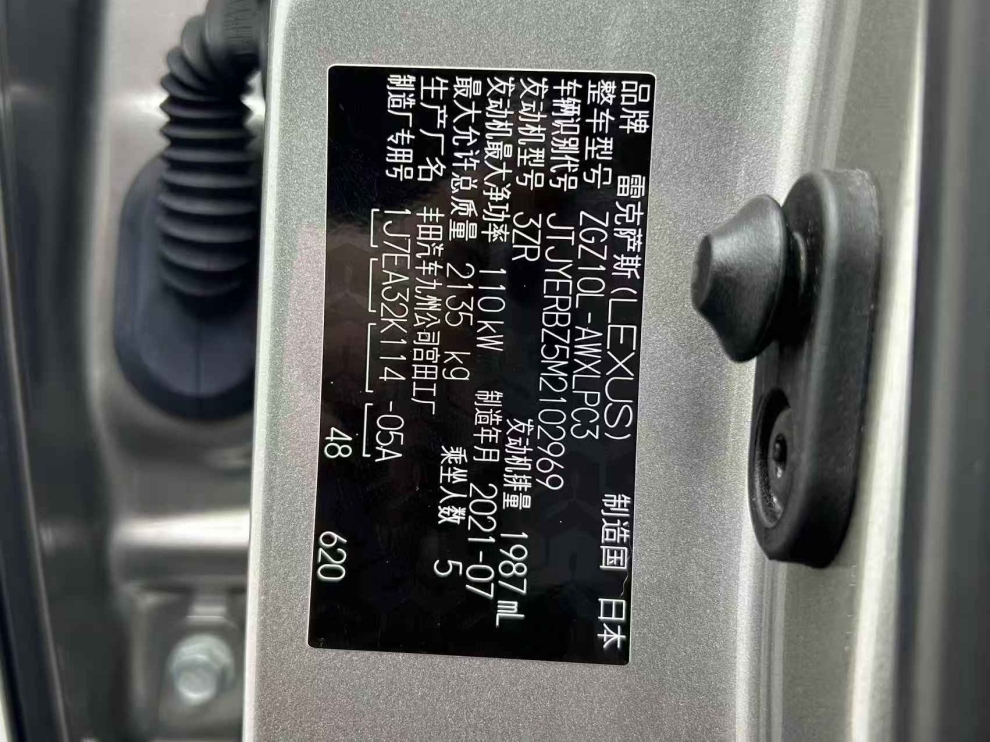 品牌 雷克萨斯(LEXUS) 制造国 日本
整车型号 ZGZ10L-AWXLPC3
车辆识别代号 JTJYERBZ5M2102969
发动机型号 3ZR 发动机排量 1987 mL
发动机最大净功率 110kW 制造年月 2021-07
最大允许总质量 2135 kg 乘坐人数 5
生产厂名 丰田汽车九州公司宫田工厂
制造厂专用号 1J7EA32K114 -05A
48 620